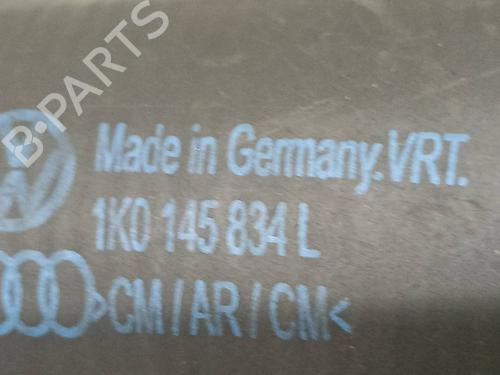 B-PARTS
Made in Germany.VRT.
1K0 145 834 L
>CM/AR/CM<